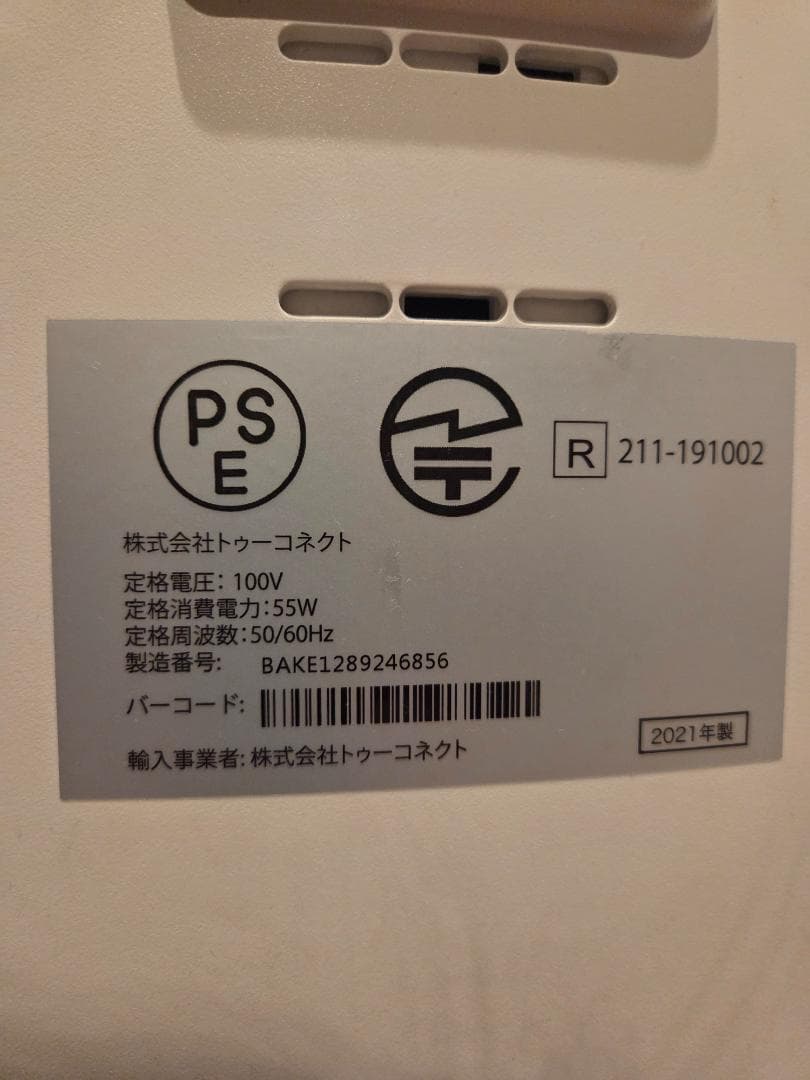 PS
E
R 211-191002
株式会社トゥーコネクト
定格電圧: 100V
定格消費電力:55W
定格周波数:50/60Hz
製造番号: BAKE1289246856
バーコード:
輸入事業者: 株式会社トゥーコネクト
2021年製